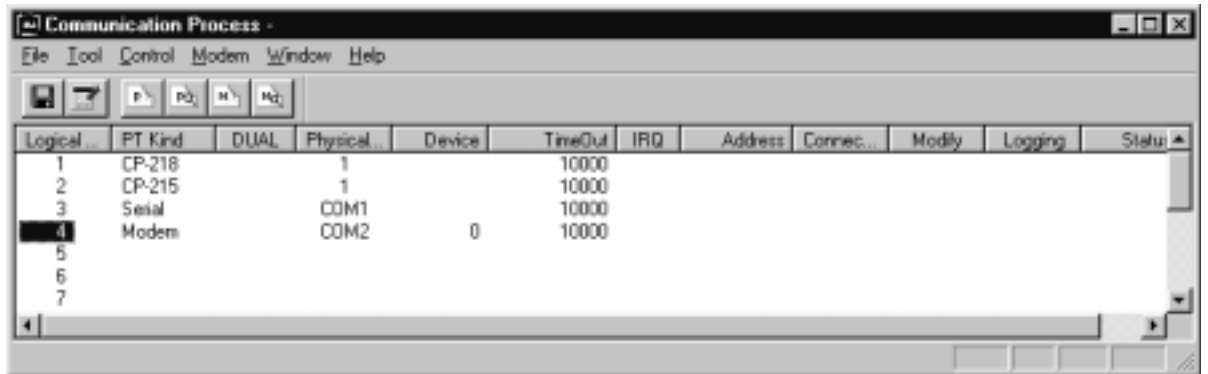 Communication Process -
File Tool Control Modem Window Help
Logical... PT Kind DUAL Physical... Device TimeOut IRQ Address Connec... Modify Logging Status
1 CP-218 1 10000
2 CP-215 1 10000
3 Serial COM1 10000
4 Modem COM2 0 10000
5
6
7